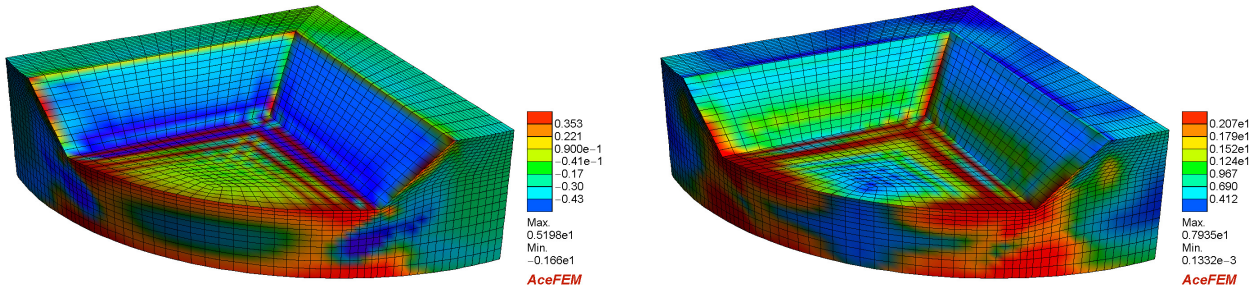 0.353
0.221
0.900e−1
−0.41e−1
−0.17
−0.30
−0.43
Max.
0.5198e1
Min.
−0.166e1
AceFEM
0.207e1
0.179e1
0.152e1
0.124e1
0.967
0.690
0.412
Max.
0.7935e1
Min.
0.1332e−3
AceFEM